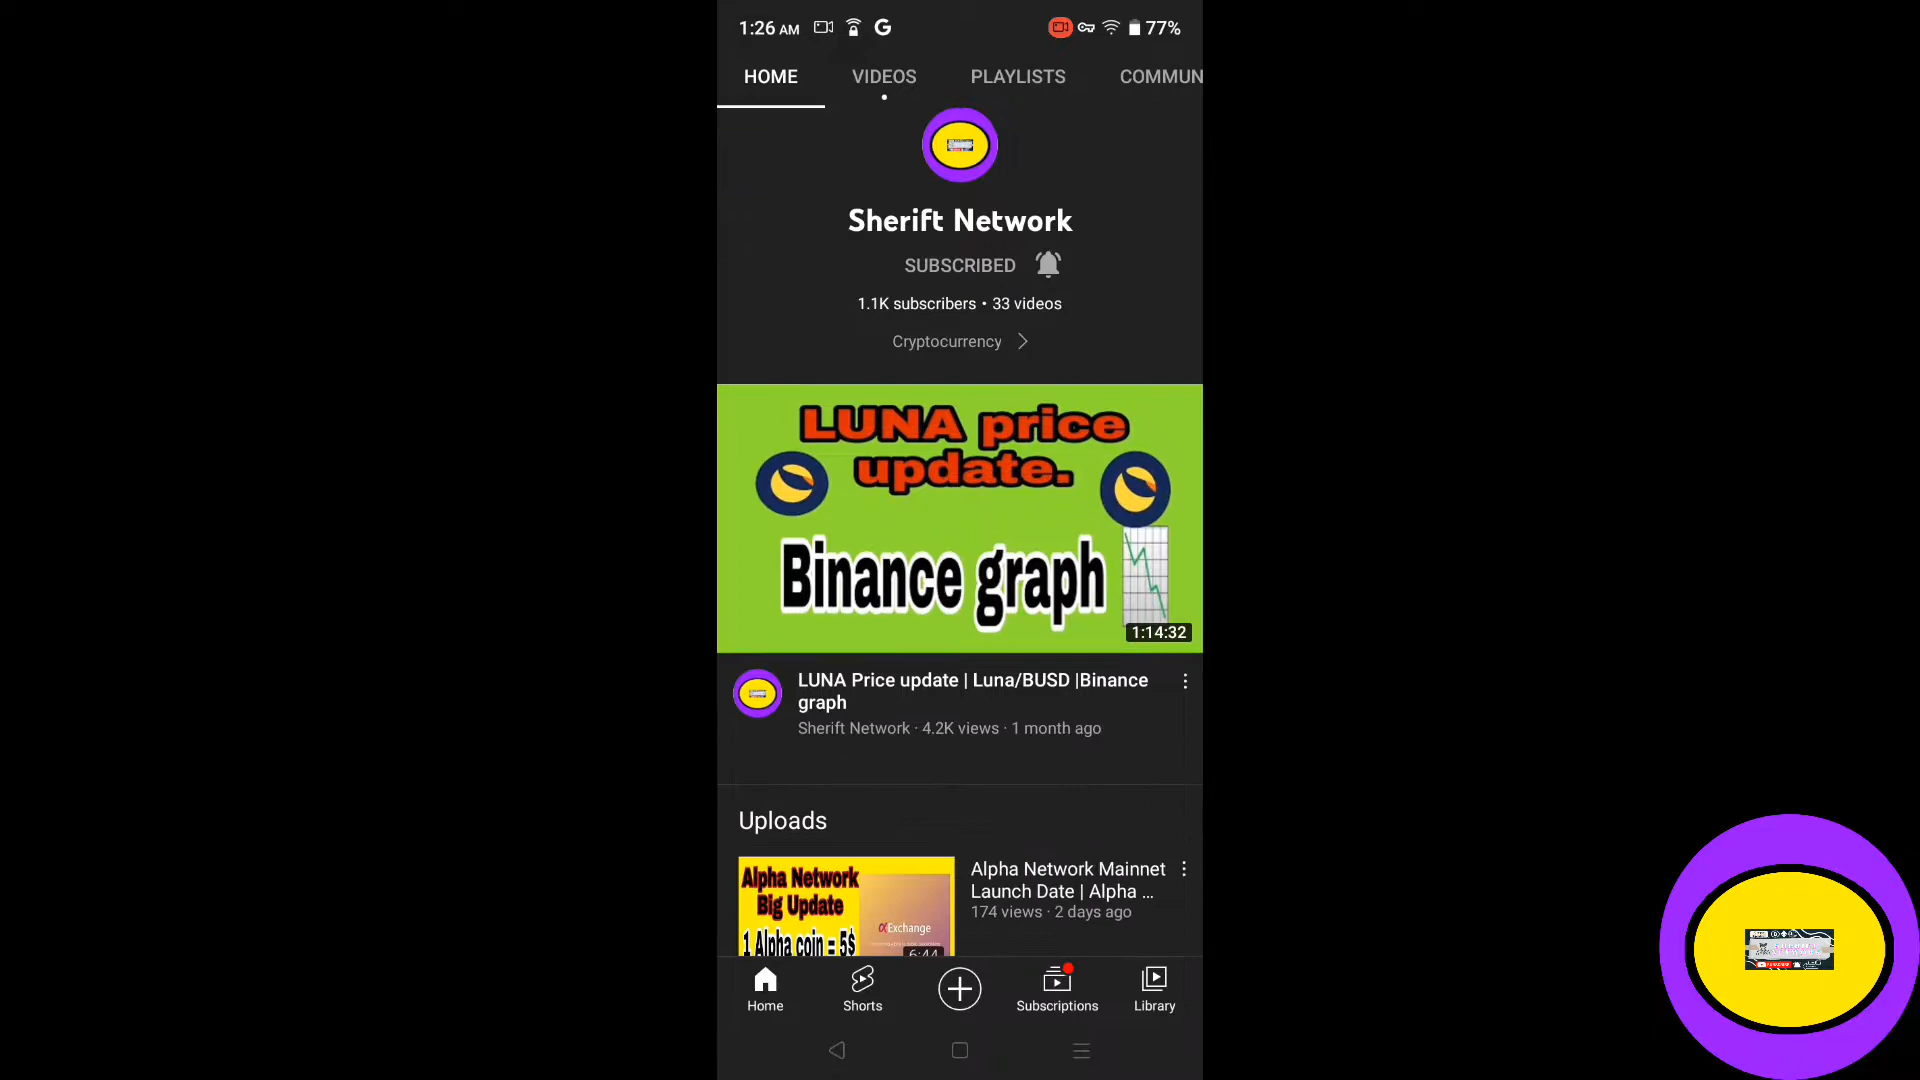 1:26 AM G 77%
HOME VIDEOS PLAYLISTS COMMUN
Sherift Network
SUBSCRIBED
1.1K subscribers • 33 videos
Cryptocurrency
LUNA price
update.
Binance graph
1:14:32
LUNA Price update | Luna/BUSD |Binance
graph
Sherift Network · 4.2K views · 1 month ago
Uploads
Alpha Network
Big Update
1 Alpha coin = 5$
αExchange
6:44
Alpha Network Mainnet
Launch Date | Alpha ...
174 views · 2 days ago
Home Shorts Subscriptions Library